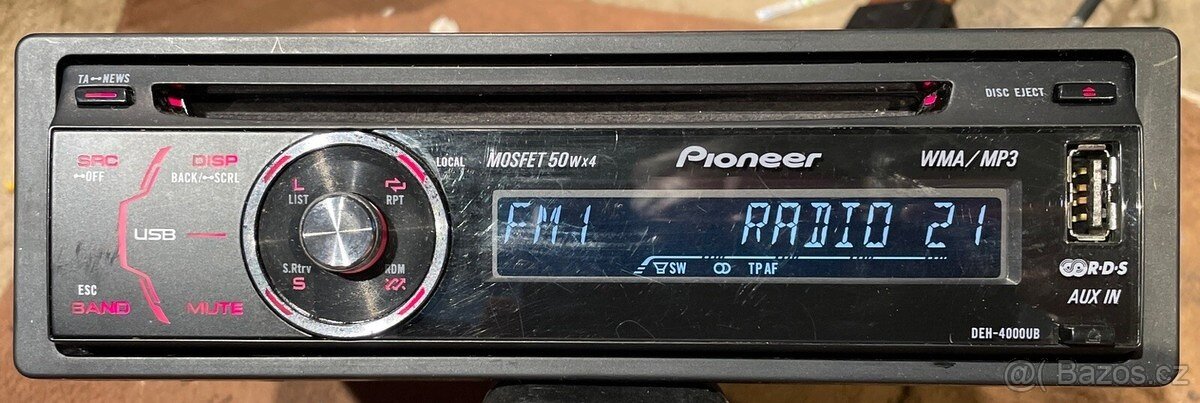 TA NEWS
DISC EJECT
SRC
OFF
DISP
BACK/ SCRL
LOCAL
L
LIST
RPT
USB
S.Rtrv
S
RDM
ESC
BAND
MUTE
MOSFET 50W×4
Pioneer
WMA/MP3
FM1 RADIO 21
SW TP AF
R·D·S
AUX IN
DEH-4000UB
@( Bazos.cz